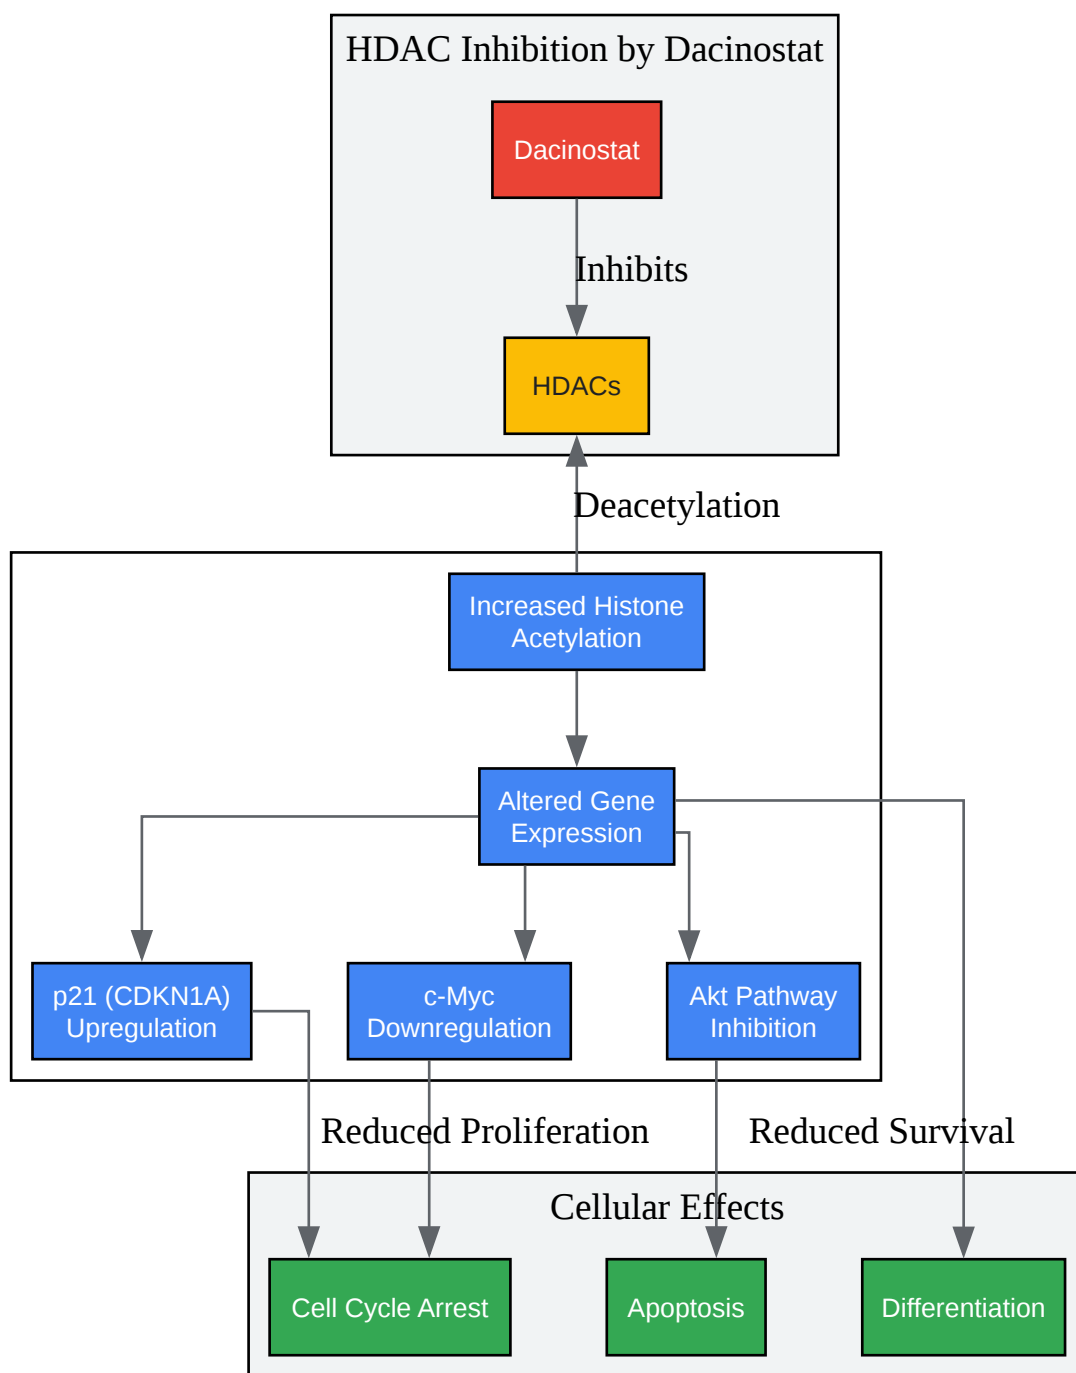 HDAC Inhibition by Dacinostat
Dacinostat
Inhibits
HDACs
Deacetylation
Increased Histone
Acetylation
Altered Gene
Expression
p21 (CDKN1A)
Upregulation
c-Myc
Downregulation
Akt Pathway
Inhibition
Reduced Proliferation
Reduced Survival
Cellular Effects
Cell Cycle Arrest
Apoptosis
Differentiation